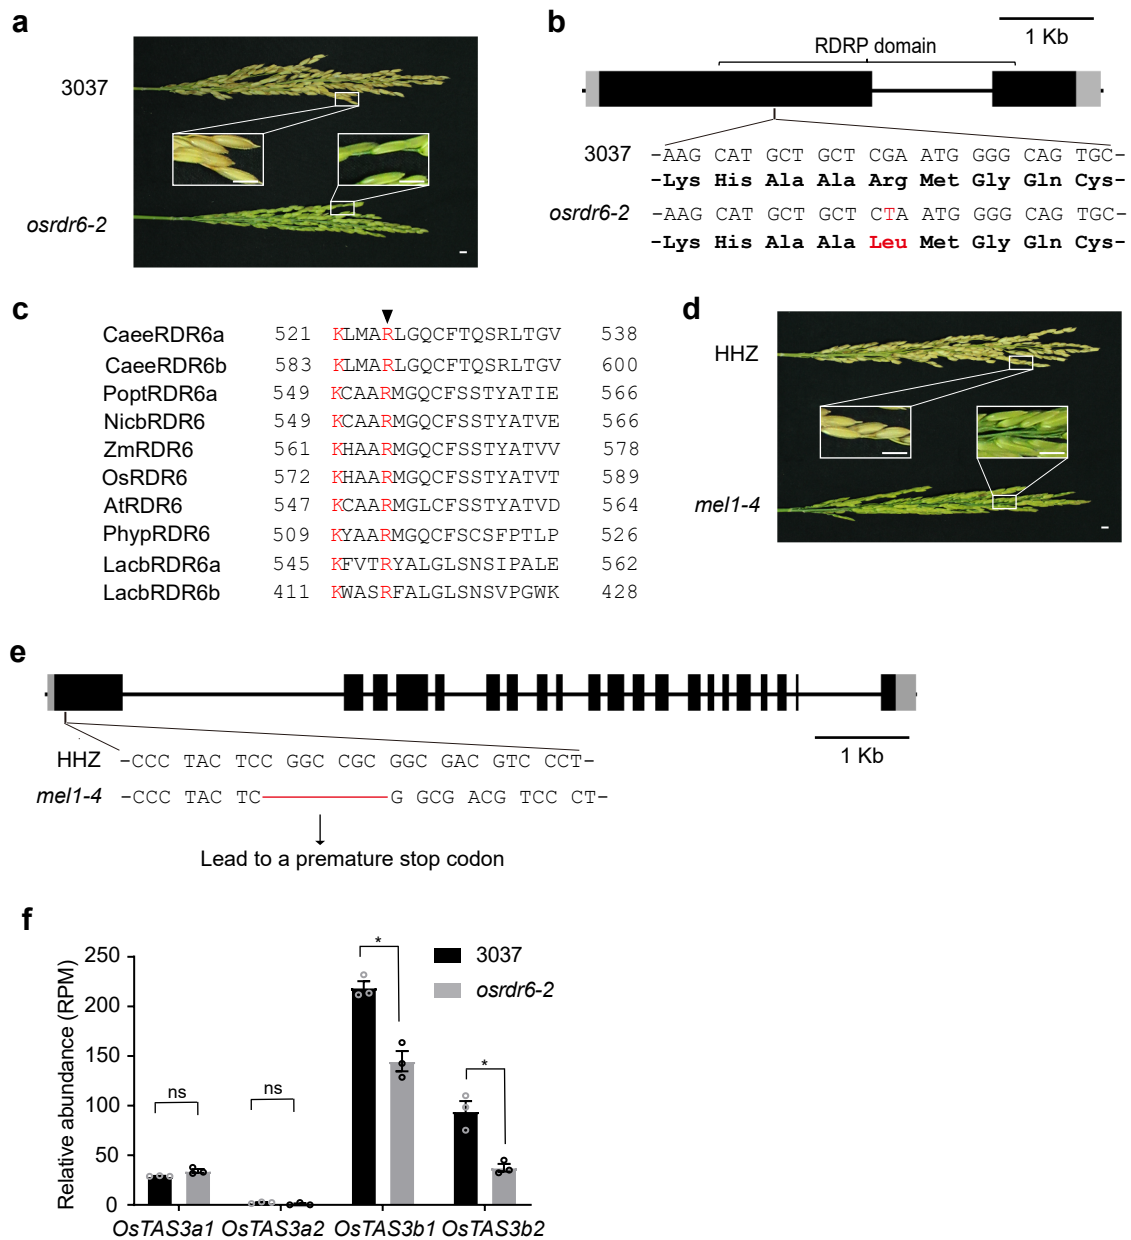 a
3037
osrdr6-2
b
1 Kb
RDRP domain
3037 -AAG CAT GCT GCT CGA ATG GGG CAG TGC-
-Lys His Ala Ala Arg Met Gly Gln Cys-
osrdr6-2 -AAG CAT GCT GCT CTA ATG GGG CAG TGC-
-Lys His Ala Ala Leu Met Gly Gln Cys-
c
CaeeRDR6a 521 KLMARLGQCFTQSRLTGV 538
CaeeRDR6b 583 KLMARLGQCFTQSRLTGV 600
PoptRDR6a 549 KCAARMGQCFSSTYATIE 566
NicbRDR6 549 KCAARMGQCFSSTYATVE 566
ZmRDR6 561 KHAARMGQCFSSTYATVV 578
OsRDR6 572 KHAARMGQCFSSTYATVT 589
AtRDR6 547 KCAARMGLCFSSTYATVD 564
PhypRDR6 509 KYAARMGQCFSCSFPTLP 526
LacbRDR6a 545 KFVTRYALGLSNSIPALE 562
LacbRDR6b 411 KWASRFALGLSNSVPGWK 428
d
HHZ
mel1-4
e
1 Kb
HHZ -CCC TAC TCC GGC CGC GGC GAC GTC CCT-
mel1-4 -CCC TAC TC G GCG ACG TCC CT-
Lead to a premature stop codon
f
Relative abundance (RPM)
250
200
150
100
50
0
ns
ns
*
*
3037
osrdr6-2
OsTAS3a1 OsTAS3a2 OsTAS3b1 OsTAS3b2